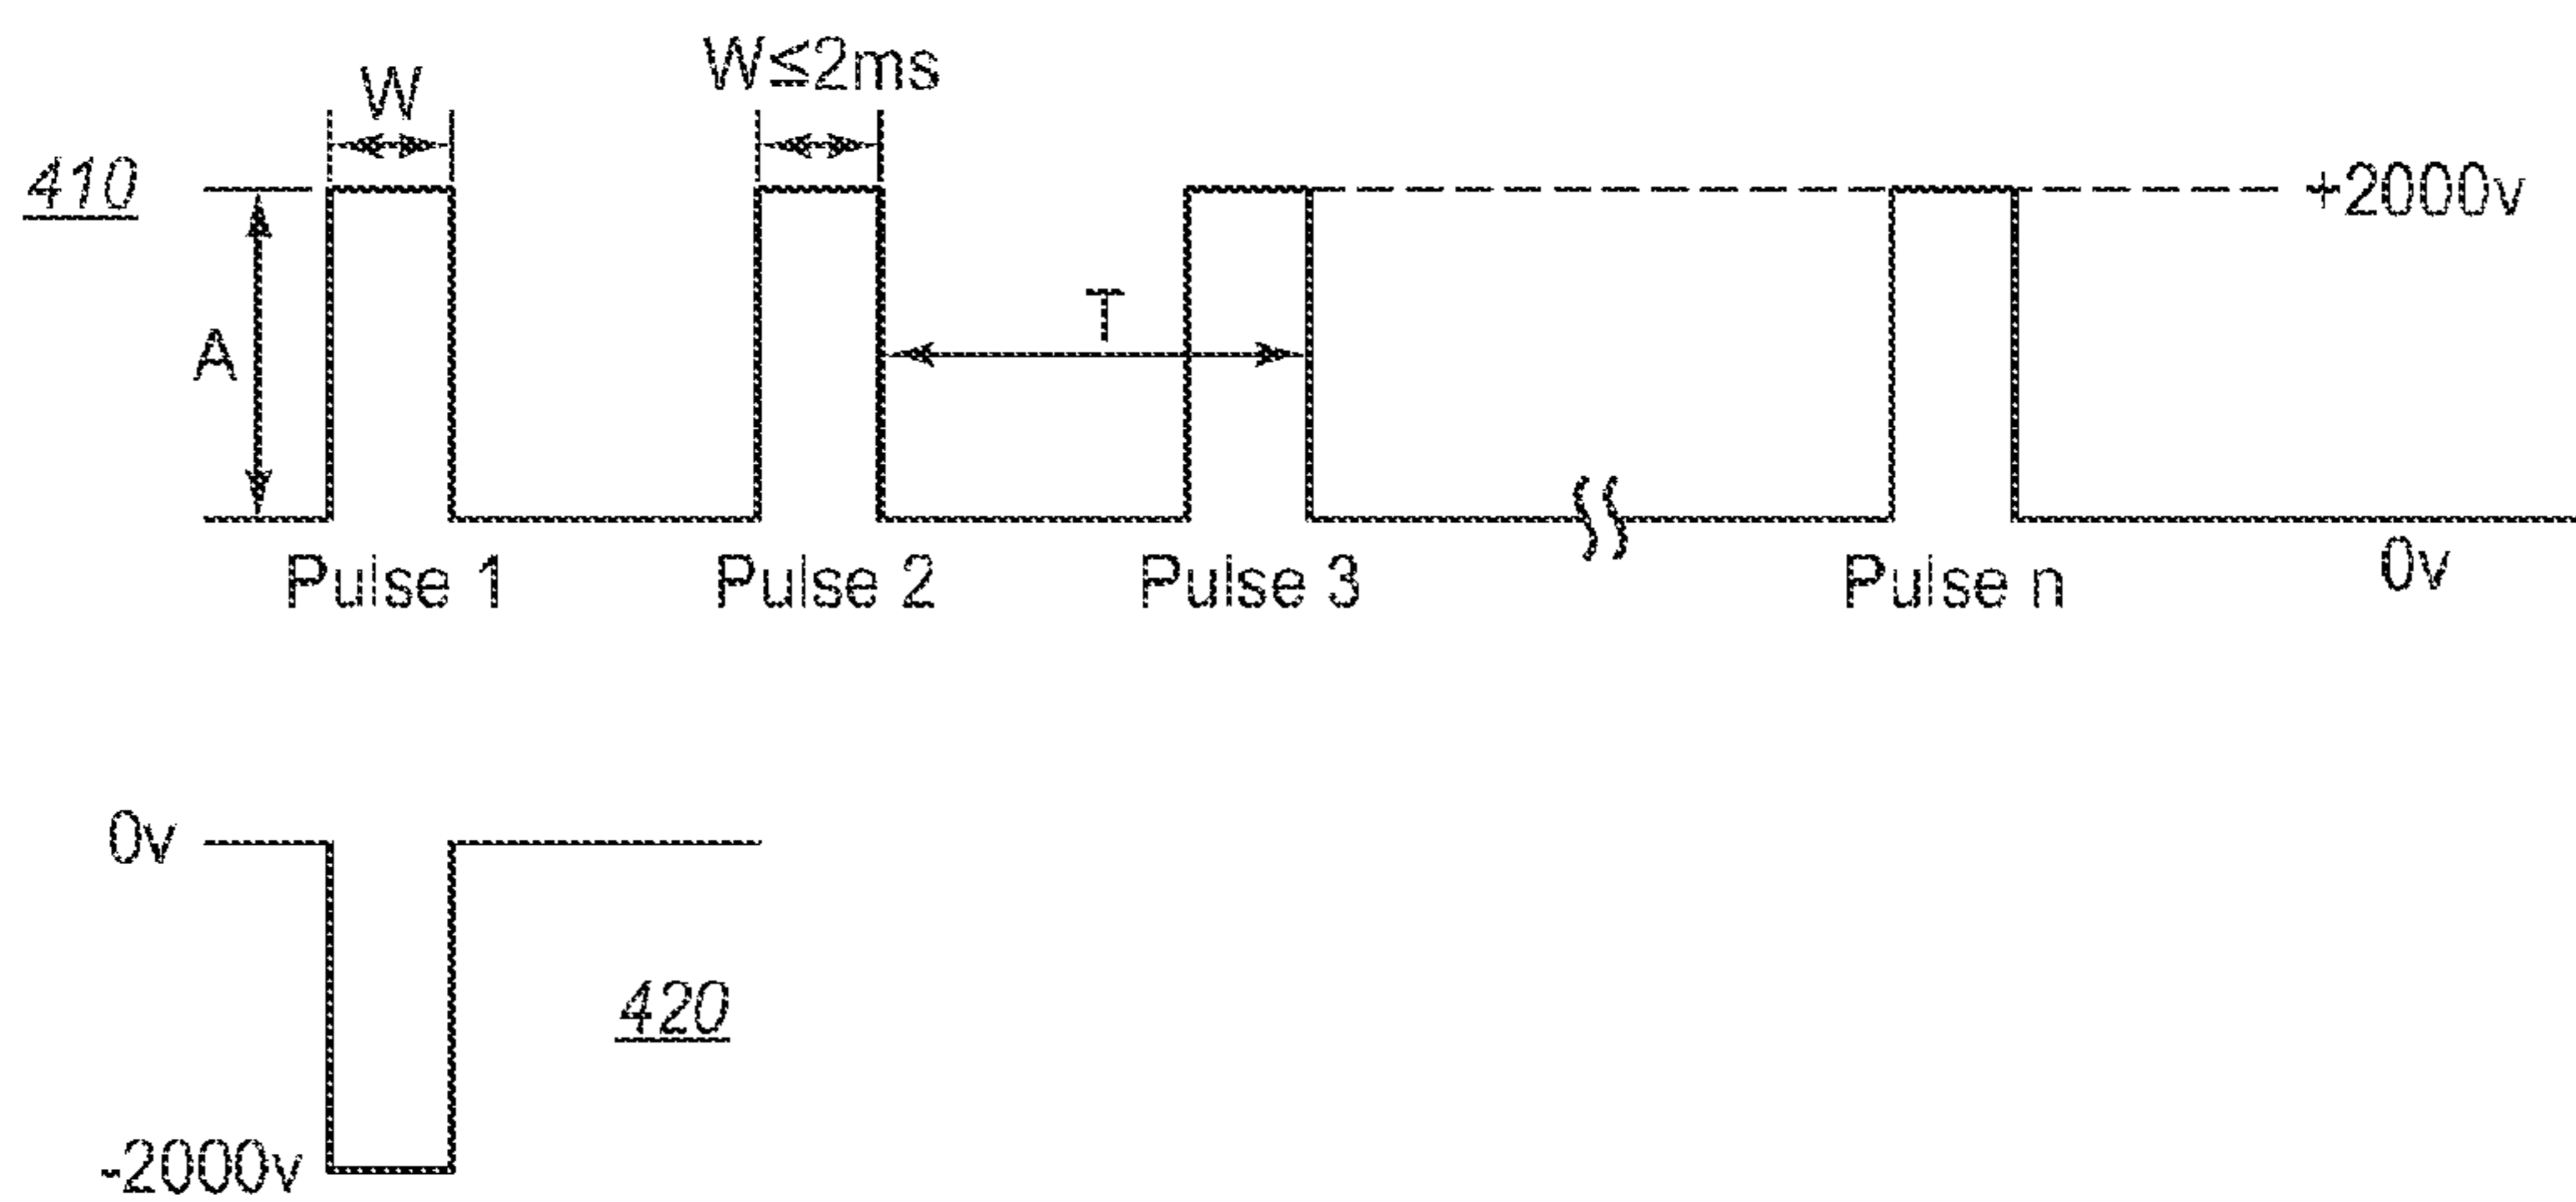 W
W≤2ms
410
+2000v
A
T
Pulse 1
Pulse 2
Pulse 3
Pulse n
0v
0v
420
-2000v